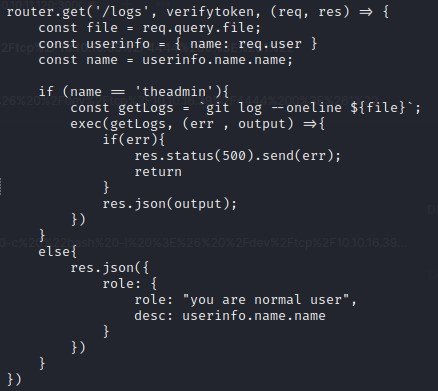 router.get('/logs', verifytoken, (req, res) => {
    const file = req.query.file;
    const userinfo = { name: req.user }
    const name = userinfo.name.name;

    if (name == 'theadmin'){
        const getLogs = `git log --oneline ${file}`;
        exec(getLogs, (err , output) =>{
            if(err){
                res.status(500).send(err);
                return
            }
            res.json(output);
        })
    }
    else{
        res.json({
            role: {
                role: "you are normal user",
                desc: userinfo.name.name
            }
        })
    }
})